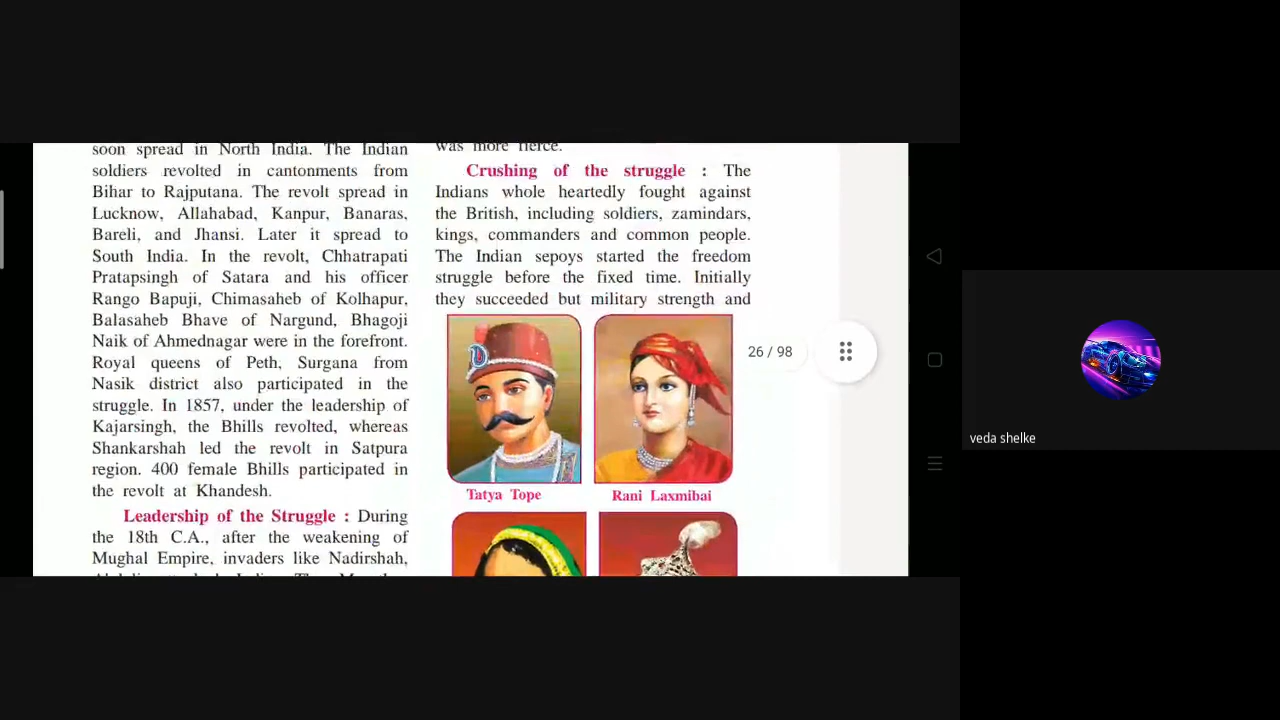 soon spread in North India. The Indian
soldiers revolted in cantonments from
Bihar to Rajputana. The revolt spread in
Lucknow, Allahabad, Kanpur, Banaras,
Bareli, and Jhansi. Later it spread to
South India. In the revolt, Chhatrapati
Pratapsingh of Satara and his officer
Rango Bapuji, Chimasaheb of Kolhapur,
Balasaheb Bhave of Nargund, Bhagoji
Naik of Ahmednagar were in the forefront.
Royal queens of Peth, Surgana from
Nasik district also participated in the
struggle. In 1857, under the leadership of
Kajarsingh, the Bhills revolted, whereas
Shankarshah led the revolt in Satpura
region. 400 female Bhills participated in
the revolt at Khandesh.
Leadership of the Struggle : During
the 18th C.A., after the weakening of
Mughal Empire, invaders like Nadirshah,
was more fierce.
Crushing of the struggle : The
Indians whole heartedly fought against
the British, including soldiers, zamindars,
kings, commanders and common people.
The Indian sepoys started the freedom
struggle before the fixed time. Initially
they succeeded but military strength and
Tatya Tope
Rani Laxmibai
26 / 98
veda shelke